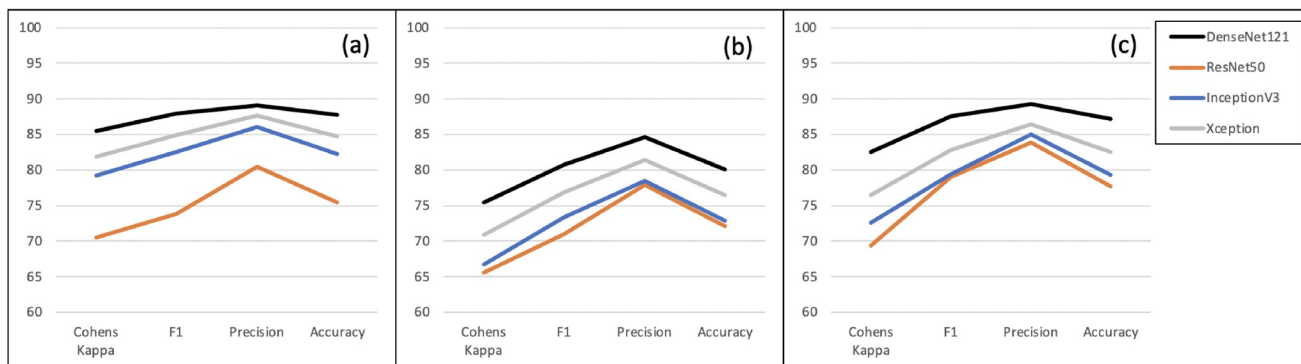 (a)
100
95
90
85
80
75
70
65
60
Cohens
Kappa
F1
Precision
Accuracy
(b)
100
95
90
85
80
75
70
65
60
Cohens
Kappa
F1
Precision
Accuracy
(c)
100
95
90
85
80
75
70
65
60
Cohens
Kappa
F1
Precision
Accuracy
DenseNet121
ResNet50
InceptionV3
Xception